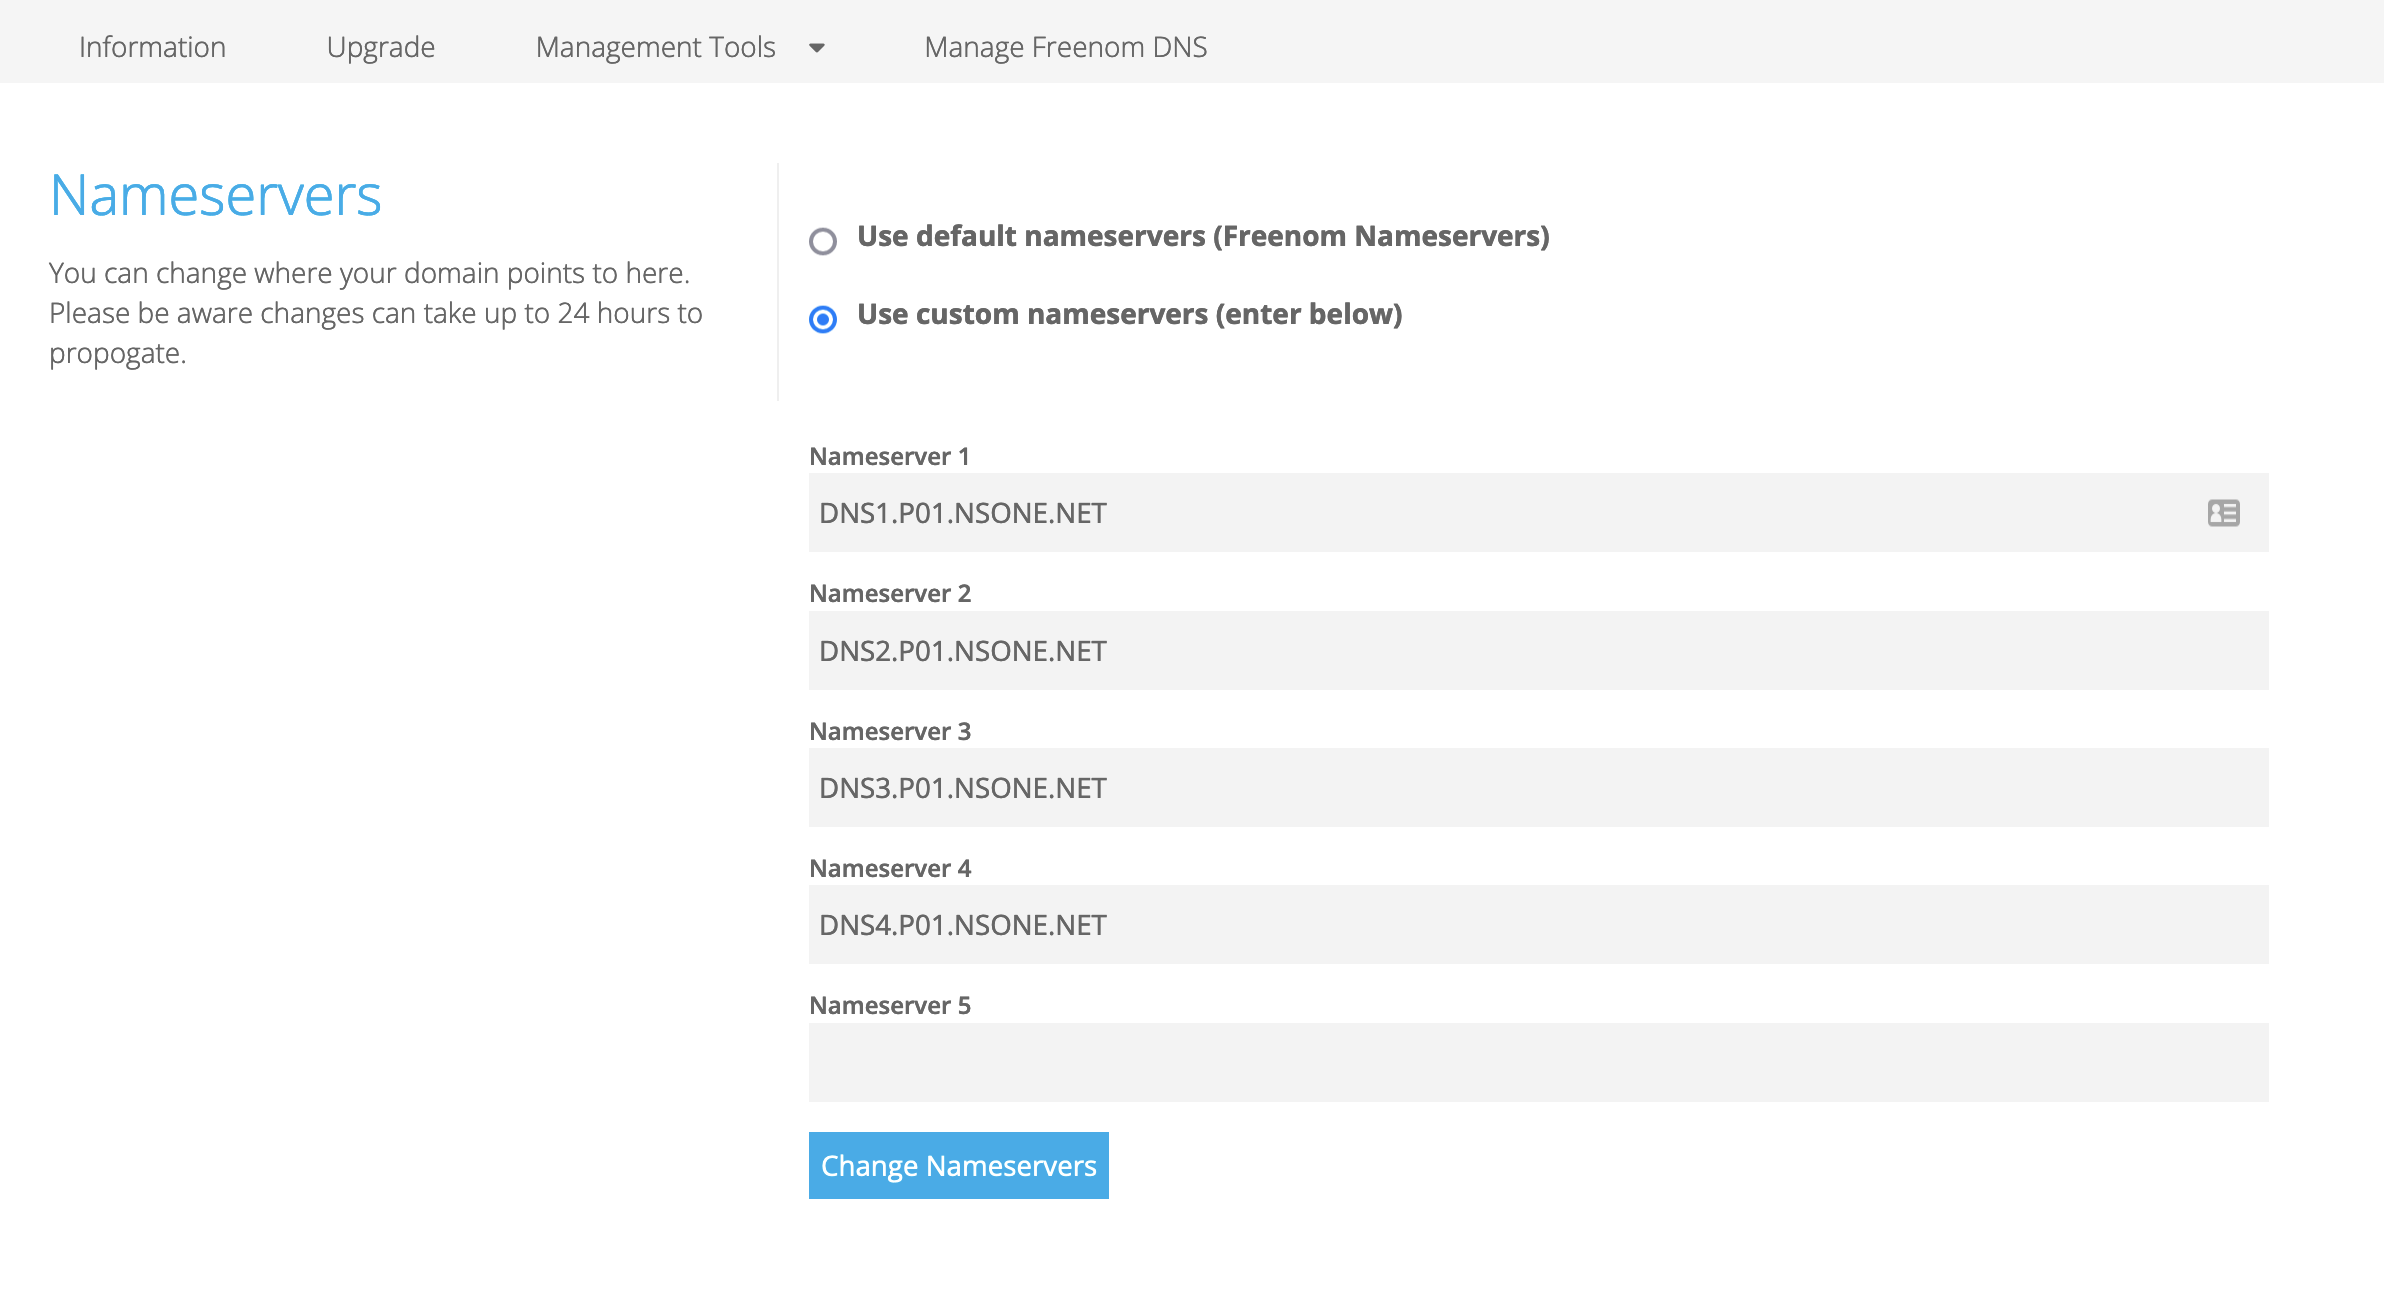 Information Upgrade Management Tools Manage Freenom DNS
Nameservers
You can change where your domain points to here.
Please be aware changes can take up to 24 hours to
propogate.
Use default nameservers (Freenom Nameservers)
Use custom nameservers (enter below)
Nameserver 1
DNS1.P01.NSONE.NET
Nameserver 2
DNS2.P01.NSONE.NET
Nameserver 3
DNS3.P01.NSONE.NET
Nameserver 4
DNS4.P01.NSONE.NET
Nameserver 5
Change Nameservers